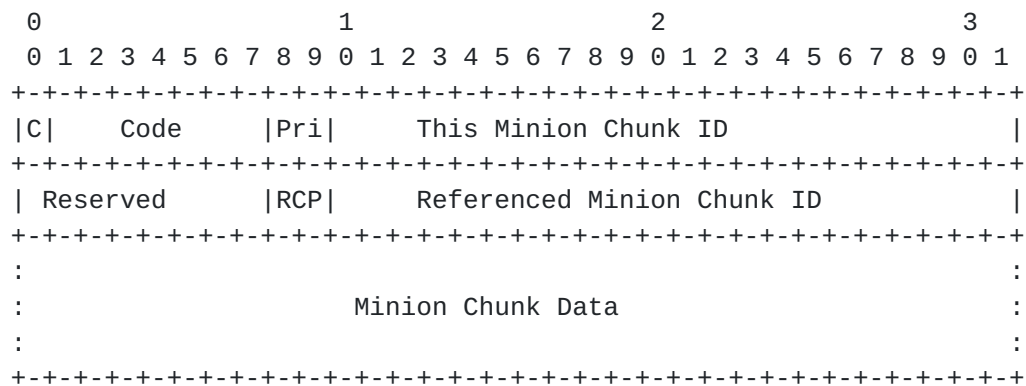 0                   1                   2                   3
 0 1 2 3 4 5 6 7 8 9 0 1 2 3 4 5 6 7 8 9 0 1 2 3 4 5 6 7 8 9 0 1
+-+-+-+-+-+-+-+-+-+-+-+-+-+-+-+-+-+-+-+-+-+-+-+-+-+-+-+-+-+-+-+-+
|C|    Code     |Pri|     This Minion Chunk ID                  |
+-+-+-+-+-+-+-+-+-+-+-+-+-+-+-+-+-+-+-+-+-+-+-+-+-+-+-+-+-+-+-+-+
| Reserved      |RCP|     Referenced Minion Chunk ID            |
+-+-+-+-+-+-+-+-+-+-+-+-+-+-+-+-+-+-+-+-+-+-+-+-+-+-+-+-+-+-+-+-+
:                                                               :
:                     Minion Chunk Data                         :
:                                                               :
+-+-+-+-+-+-+-+-+-+-+-+-+-+-+-+-+-+-+-+-+-+-+-+-+-+-+-+-+-+-+-+-+